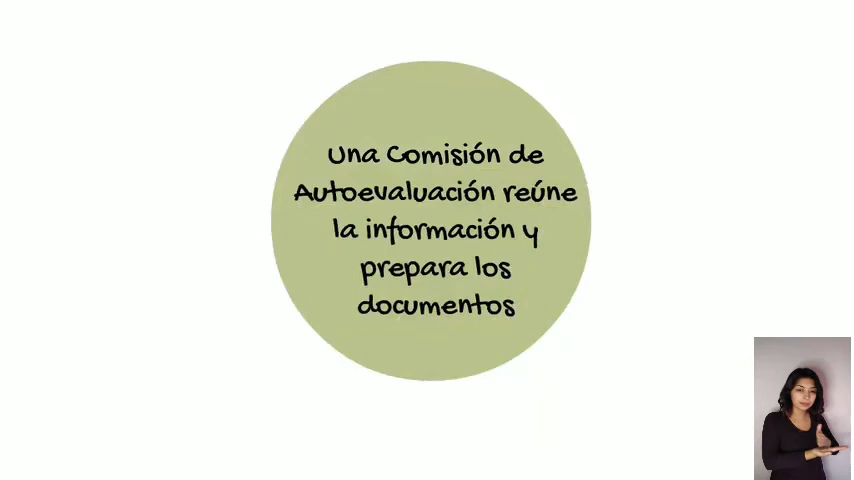 Una Comisión de
Autoevaluación reúne
la información y
prepara los
documentos